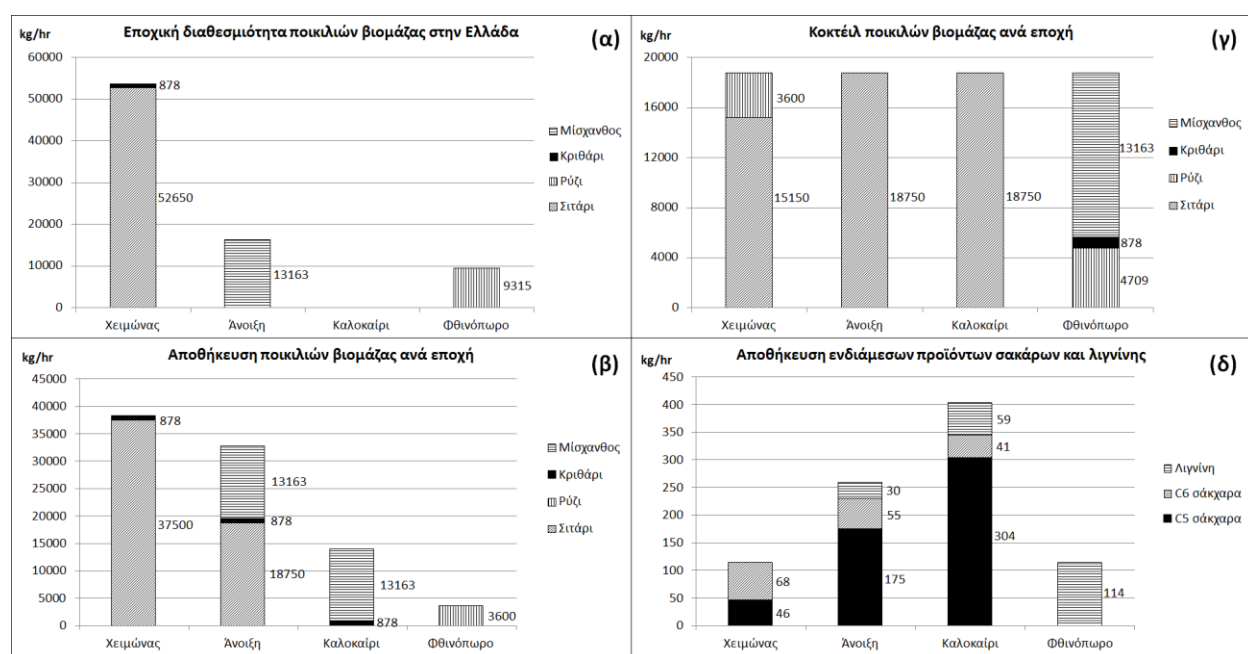 Εποχική διαθεσιμότητα ποικιλιών βιομάζας στην Ελλάδα
(α)
kg/hr
60000
50000
40000
30000
20000
10000
0
878
52650
13163
9315
Χειμώνας Άνοιξη Καλοκαίρι Φθινόπωρο
Μίσχανθος
Κριθάρι
Ρύζι
Σιτάρι
Κοκτέιλ ποικιλών βιομάζας ανά εποχή
(γ)
kg/hr
20000
16000
12000
8000
4000
0
3600
15150
18750
18750
13163
878
4709
Χειμώνας Άνοιξη Καλοκαίρι Φθινόπωρο
Μίσχανθος
Κριθάρι
Ρύζι
Σιτάρι
Αποθήκευση ποικιλιών βιομάζας ανά εποχή
(β)
kg/hr
45000
40000
35000
30000
25000
20000
15000
10000
5000
0
878
37500
13163
878
18750
13163
878
3600
Χειμώνας Άνοιξη Καλοκαίρι Φθινόπωρο
Μίσχανθος
Κριθάρι
Ρύζι
Σιτάρι
Αποθήκευση ενδιάμεσων προϊόντων σακάρων και λιγνίνης
(δ)
kg/hr
450
400
350
300
250
200
150
100
50
0
68
46
30
55
175
59
41
304
114
Χειμώνας Άνοιξη Καλοκαίρι Φθινόπωρο
Λιγνίνη
C6 σάκχαρα
C5 σάκχαρα